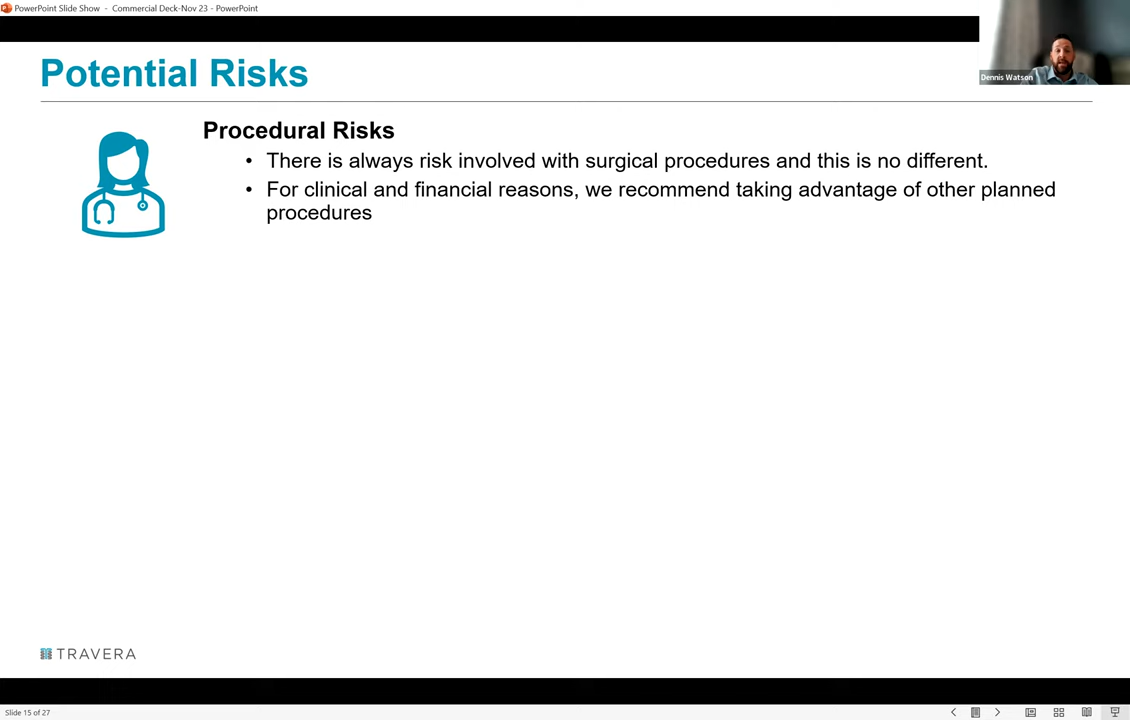 PowerPoint Slide Show - Commercial Deck-Nov 23 - PowerPoint
Dennis Watson
Potential Risks
Procedural Risks
• There is always risk involved with surgical procedures and this is no different.
• For clinical and financial reasons, we recommend taking advantage of other planned
procedures
TRAVERA
Slide 15 of 27